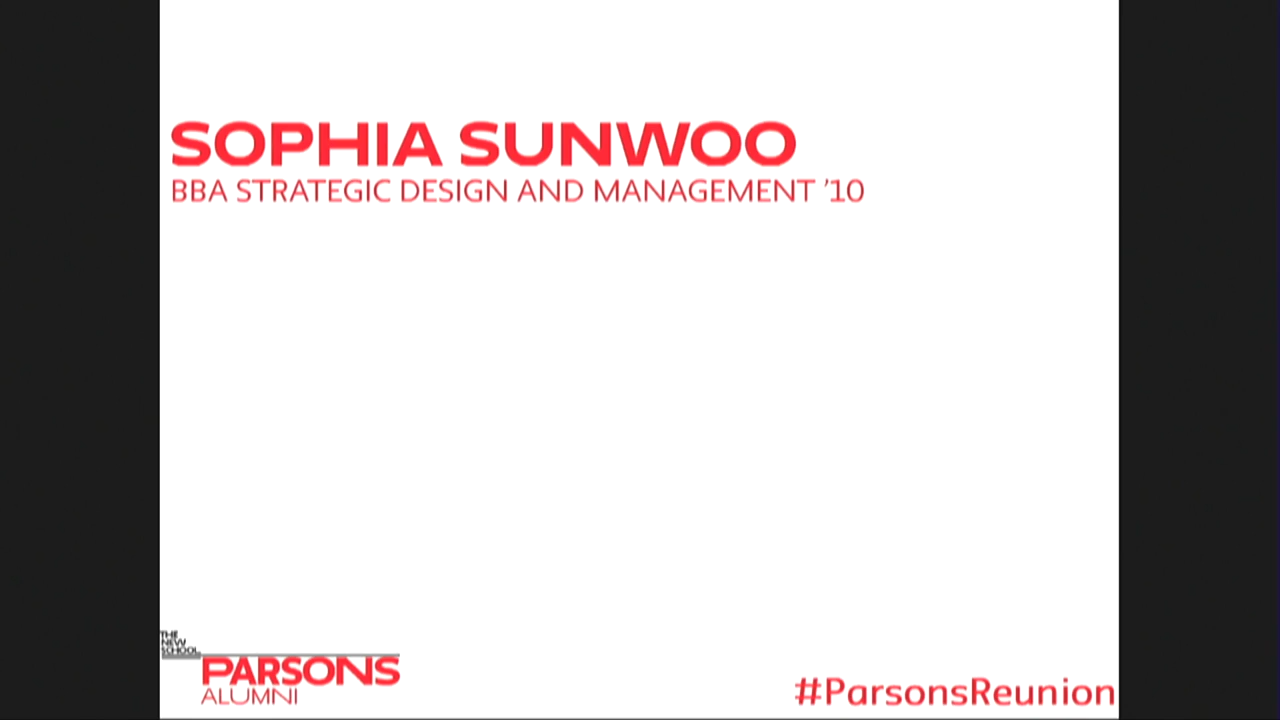 SOPHIA SUNWOO
BBA STRATEGIC DESIGN AND MANAGEMENT ’10
THE
NEW
SCHOOL
PARSONS
ALUMNI
#ParsonsReunion